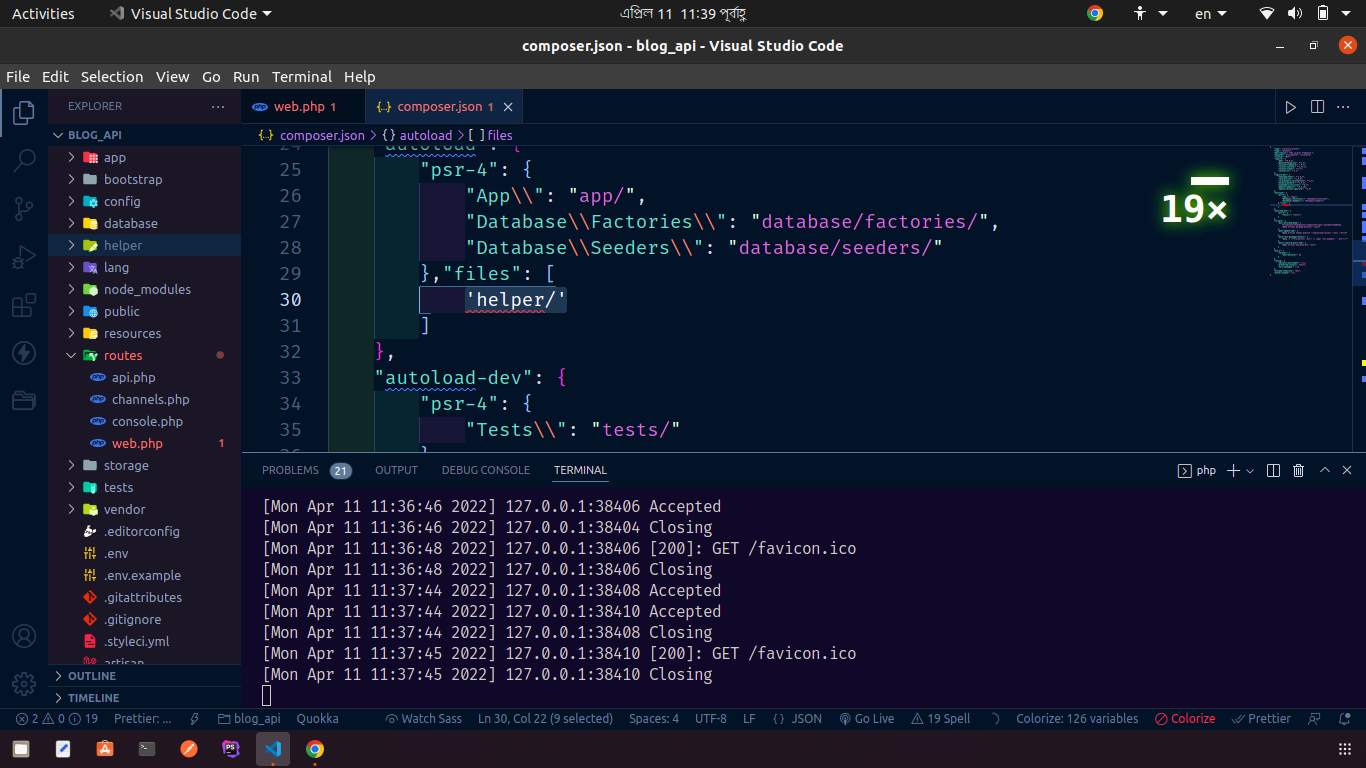 Activities
Visual Studio Code
এপ্রিল 11 11:39 পূর্বাহ্ণ
en
composer.json - blog_api - Visual Studio Code
File Edit Selection View Go Run Terminal Help
EXPLORER
web.php 1
composer.json 1
BLOG_API
composer.json > {} autoload > [ ] files
app
bootstrap
config
database
helper
lang
node_modules
public
resources
routes
api.php
channels.php
console.php
web.php 1
storage
tests
vendor
.editorconfig
.env
.env.example
.gitattributes
.gitignore
.styleci.yml
artisan
OUTLINE
TIMELINE
24 "autoload": {
25 "psr-4": {
26 "App\\": "app/",
27 "Database\\Factories\\": "database/factories/",
28 "Database\\Seeders\\": "database/seeders/"
29 },"files": [
30 'helper/'
31 ]
32 },
33 "autoload-dev": {
34 "psr-4": {
35 "Tests\\": "tests/"
19×
PROBLEMS 21 OUTPUT DEBUG CONSOLE TERMINAL
php
[Mon Apr 11 11:36:46 2022] 127.0.0.1:38406 Accepted
[Mon Apr 11 11:36:46 2022] 127.0.0.1:38404 Closing
[Mon Apr 11 11:36:48 2022] 127.0.0.1:38406 [200]: GET /favicon.ico
[Mon Apr 11 11:36:48 2022] 127.0.0.1:38406 Closing
[Mon Apr 11 11:37:44 2022] 127.0.0.1:38408 Accepted
[Mon Apr 11 11:37:44 2022] 127.0.0.1:38410 Accepted
[Mon Apr 11 11:37:44 2022] 127.0.0.1:38408 Closing
[Mon Apr 11 11:37:45 2022] 127.0.0.1:38410 [200]: GET /favicon.ico
[Mon Apr 11 11:37:45 2022] 127.0.0.1:38410 Closing
2 0 19 Prettier: ... blog_api Quokka Watch Sass Ln 30, Col 22 (9 selected) Spaces: 4 UTF-8 LF {} JSON Go Live 19 Spell Colorize: 126 variables Colorize Prettier